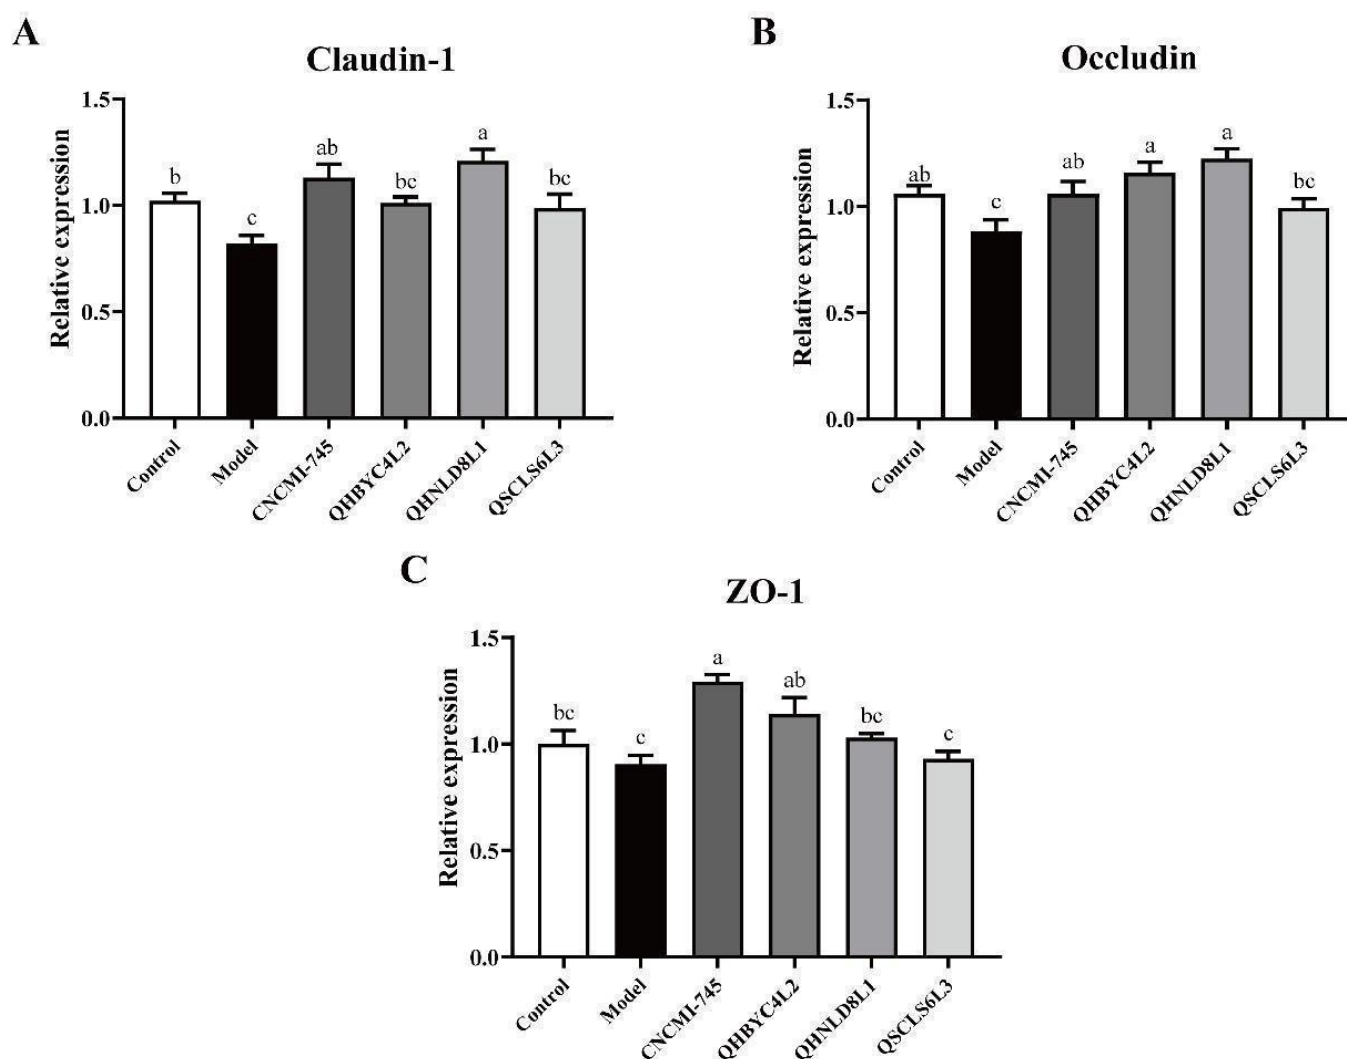 A
Claudin-1
Relative expression
1.5
1.0
0.5
0.0
b
c
ab
bc
a
bc
Control
Model
CNCMI-745
QHBYC4L2
QHNLD8L1
QSCLS6L3
B
Occludin
Relative expression
1.5
1.0
0.5
0.0
ab
c
ab
a
a
bc
Control
Model
CNCMI-745
QHBYC4L2
QHNLD8L1
QSCLS6L3
C
ZO-1
Relative expression
1.5
1.0
0.5
0.0
bc
c
a
ab
bc
c
Control
Model
CNCMI-745
QHBYC4L2
QHNLD8L1
QSCLS6L3